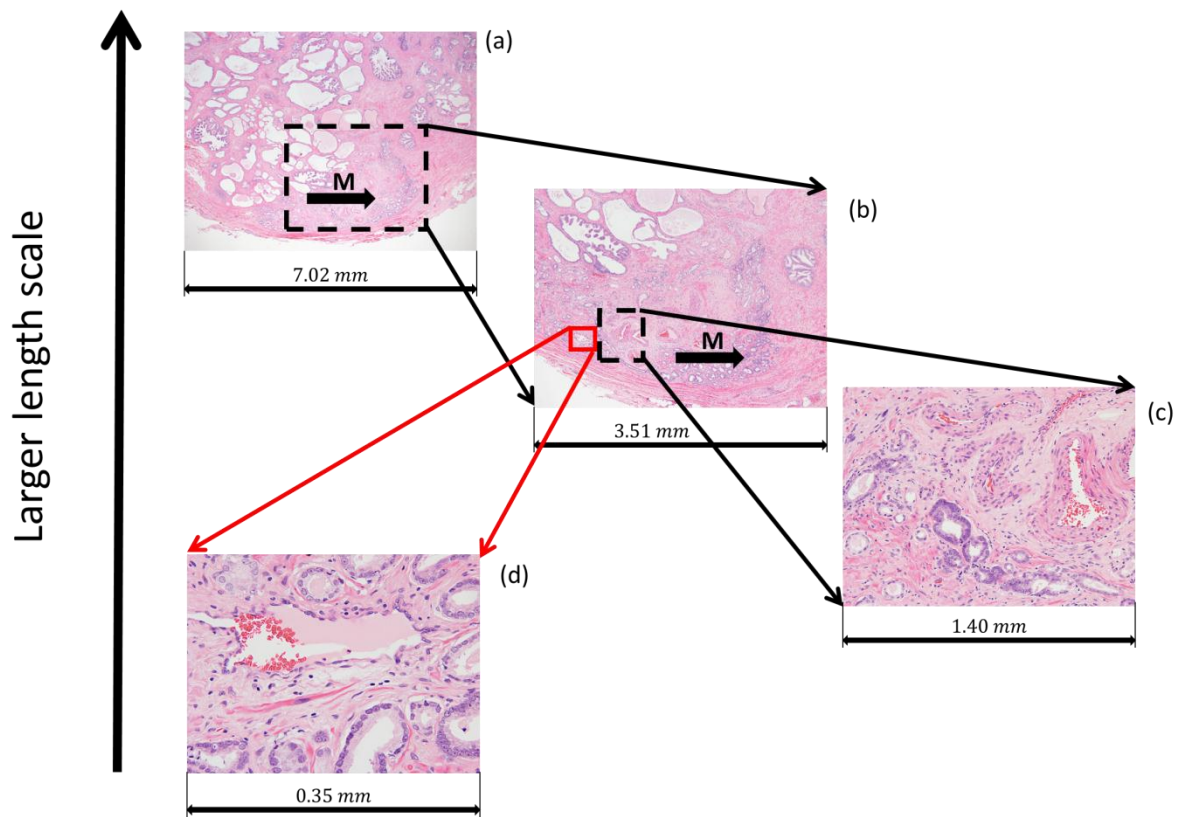 Larger length scale
(a)
M
7.02 mm
(b)
M
3.51 mm
(c)
1.40 mm
(d)
0.35 mm